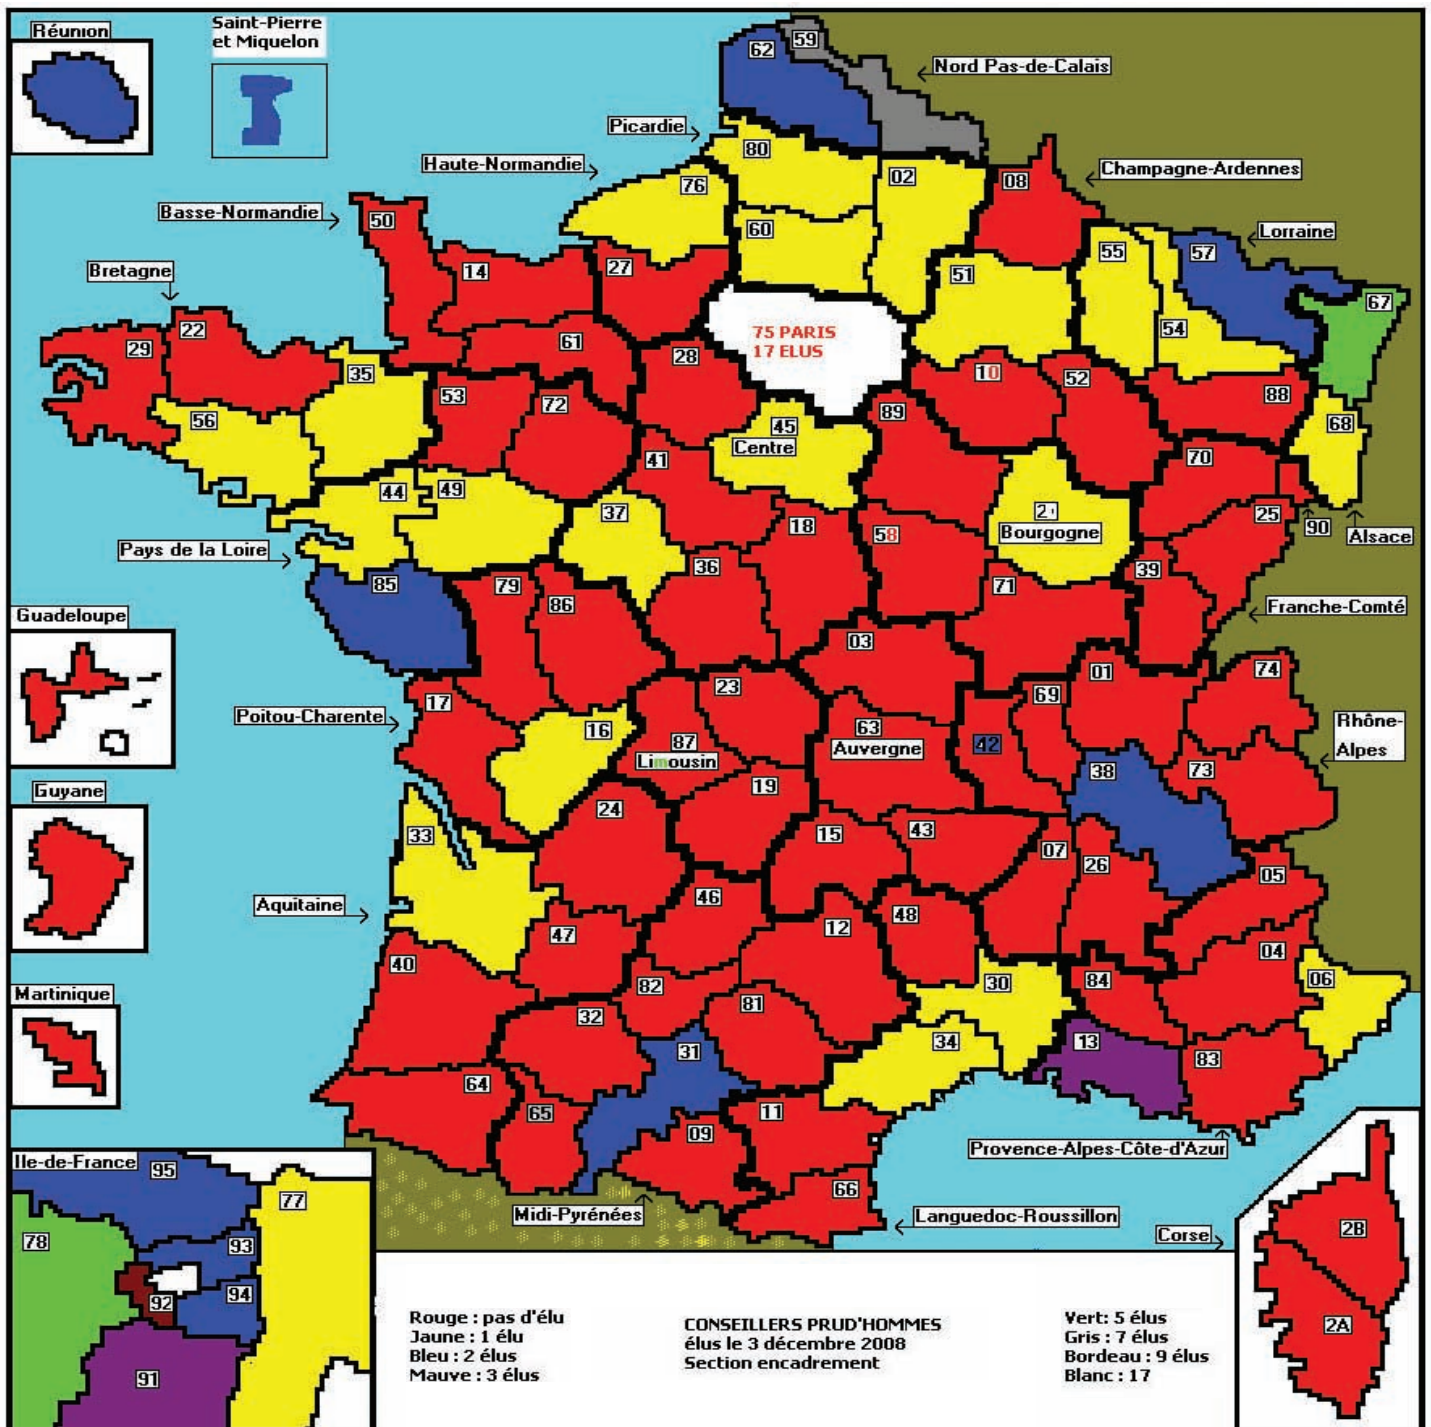 Réunion
Saint-Pierre
et Miquelon
62
59
Nord Pas-de-Calais
Picardie
80
02
Haute-Normandie
76
08
Champagne-Ardennes
Basse-Normandie
50
60
Lorraine
55
57
Bretagne
14
27
51
67
22
29
61
28
75 PARIS
17 ELUS
54
35
53
72
10
52
88
56
45
89
68
Centre
41
70
44
49
37
18
58
2
Bourgogne
25
90
Alsace
Pays de la Loire
85
79
86
36
71
39
Guadeloupe
Franche-Comté
03
01
74
17
23
69
Poitou-Charente
16
87
Limousin
63
Auvergne
42
Rhône-
Alpes
38
73
Guyane
19
24
33
15
43
07
26
05
Aquitaine
46
48
47
12
40
04
Martinique
82
81
30
84
06
32
31
34
13
83
64
65
11
09
Provence-Alpes-Côte-d'Azur
Ile-de-France
95
77
66
Midi-Pyrénées
Languedoc-Roussillon
Corse
78
93
94
92
91
2B
2A
Rouge : pas d'élu
Jaune : 1 élu
Bleu : 2 élus
Mauve : 3 élus
CONSEILLERS PRUD'HOMMES
élus le 3 décembre 2008
Section encadrement
Vert: 5 élus
Gris : 7 élus
Bordeau : 9 élus
Blanc : 17